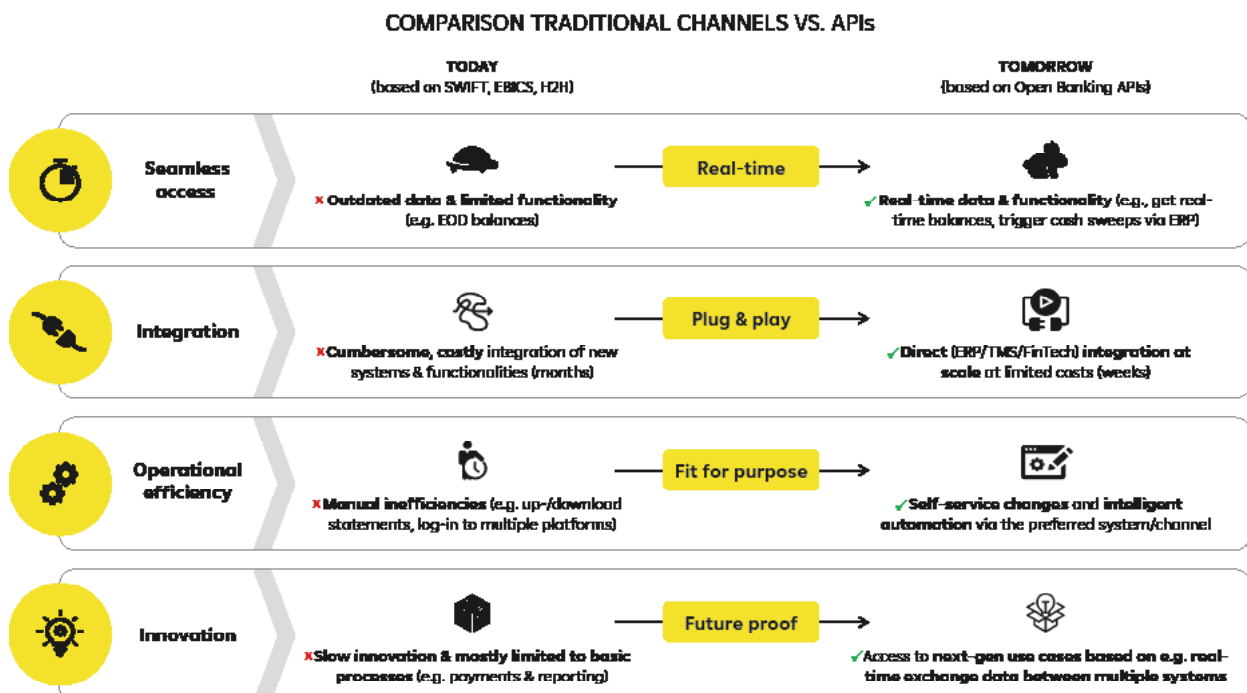 COMPARISON TRADITIONAL CHANNELS VS. APIs
TODAY
(based on SWIFT, EBICS, H2H)
TOMORROW
(based on Open Banking APIs)
Seamless
access
✗ Outdated data & limited functionality
(e.g. EOD balances)
Real-time
✓ Real-time data & functionality (e.g., get real-
time balances, trigger cash sweeps via ERP)
Integration
✗ Cumbersome, costly integration of new
systems & functionalities (months)
Plug & play
✓ Direct (ERP/TMS/FinTech) integration at
scale at limited costs (weeks)
Operational
efficiency
✗ Manual inefficiencies (e.g. up-/download
statements, log-in to multiple platforms)
Fit for purpose
✓ Self-service changes and intelligent
automation via the preferred system/channel
Innovation
✗ Slow innovation & mostly limited to basic
processes (e.g. payments & reporting)
Future proof
✓ Access to next-gen use cases based on e.g. real-
time exchange data between multiple systems